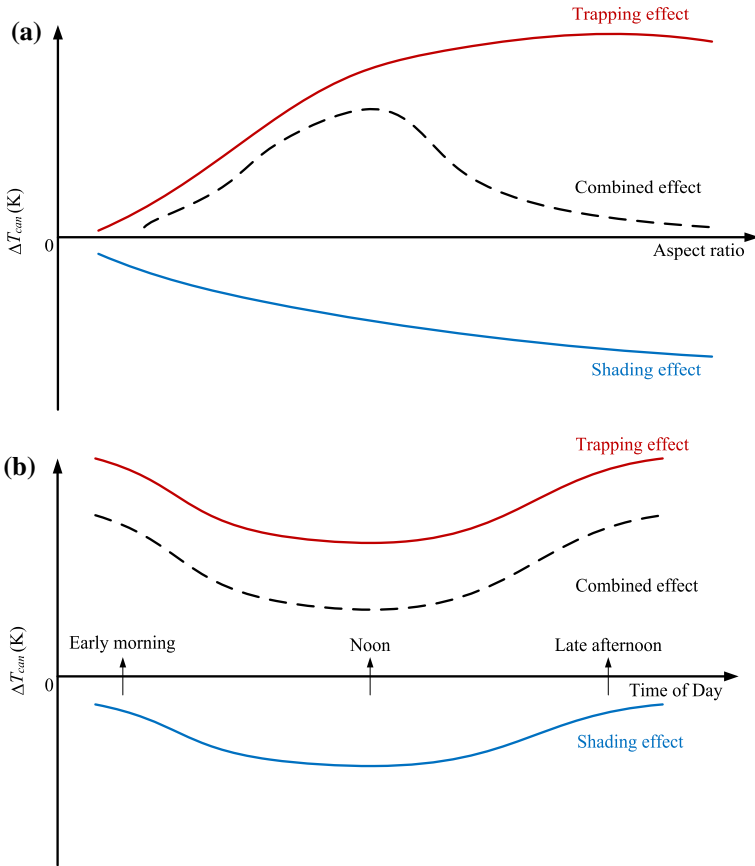 (a)
Trapping effect
Combined effect
ΔTcan (K)
0
Aspect ratio
Shading effect
(b)
Trapping effect
Combined effect
Early morning
Noon
Late afternoon
ΔTcan (K)
0
Time of Day
Shading effect